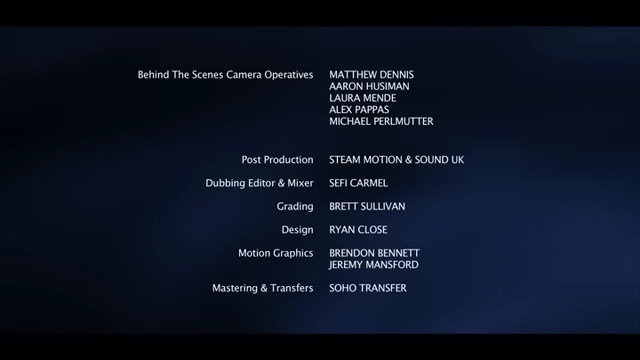 Behind The Scenes Camera Operatives MATTHEW DENNIS
AARON HUSIMAN
LAURA MENDE
ALEX PAPPAS
MICHAEL PERLMUTTER
Post Production STEAM MOTION & SOUND UK
Dubbing Editor & Mixer SEFI CARMEL
Grading BRETT SULLIVAN
Design RYAN CLOSE
Motion Graphics BRENDON BENNETT
JEREMY MANSFORD
Mastering & Transfers SOHO TRANSFER